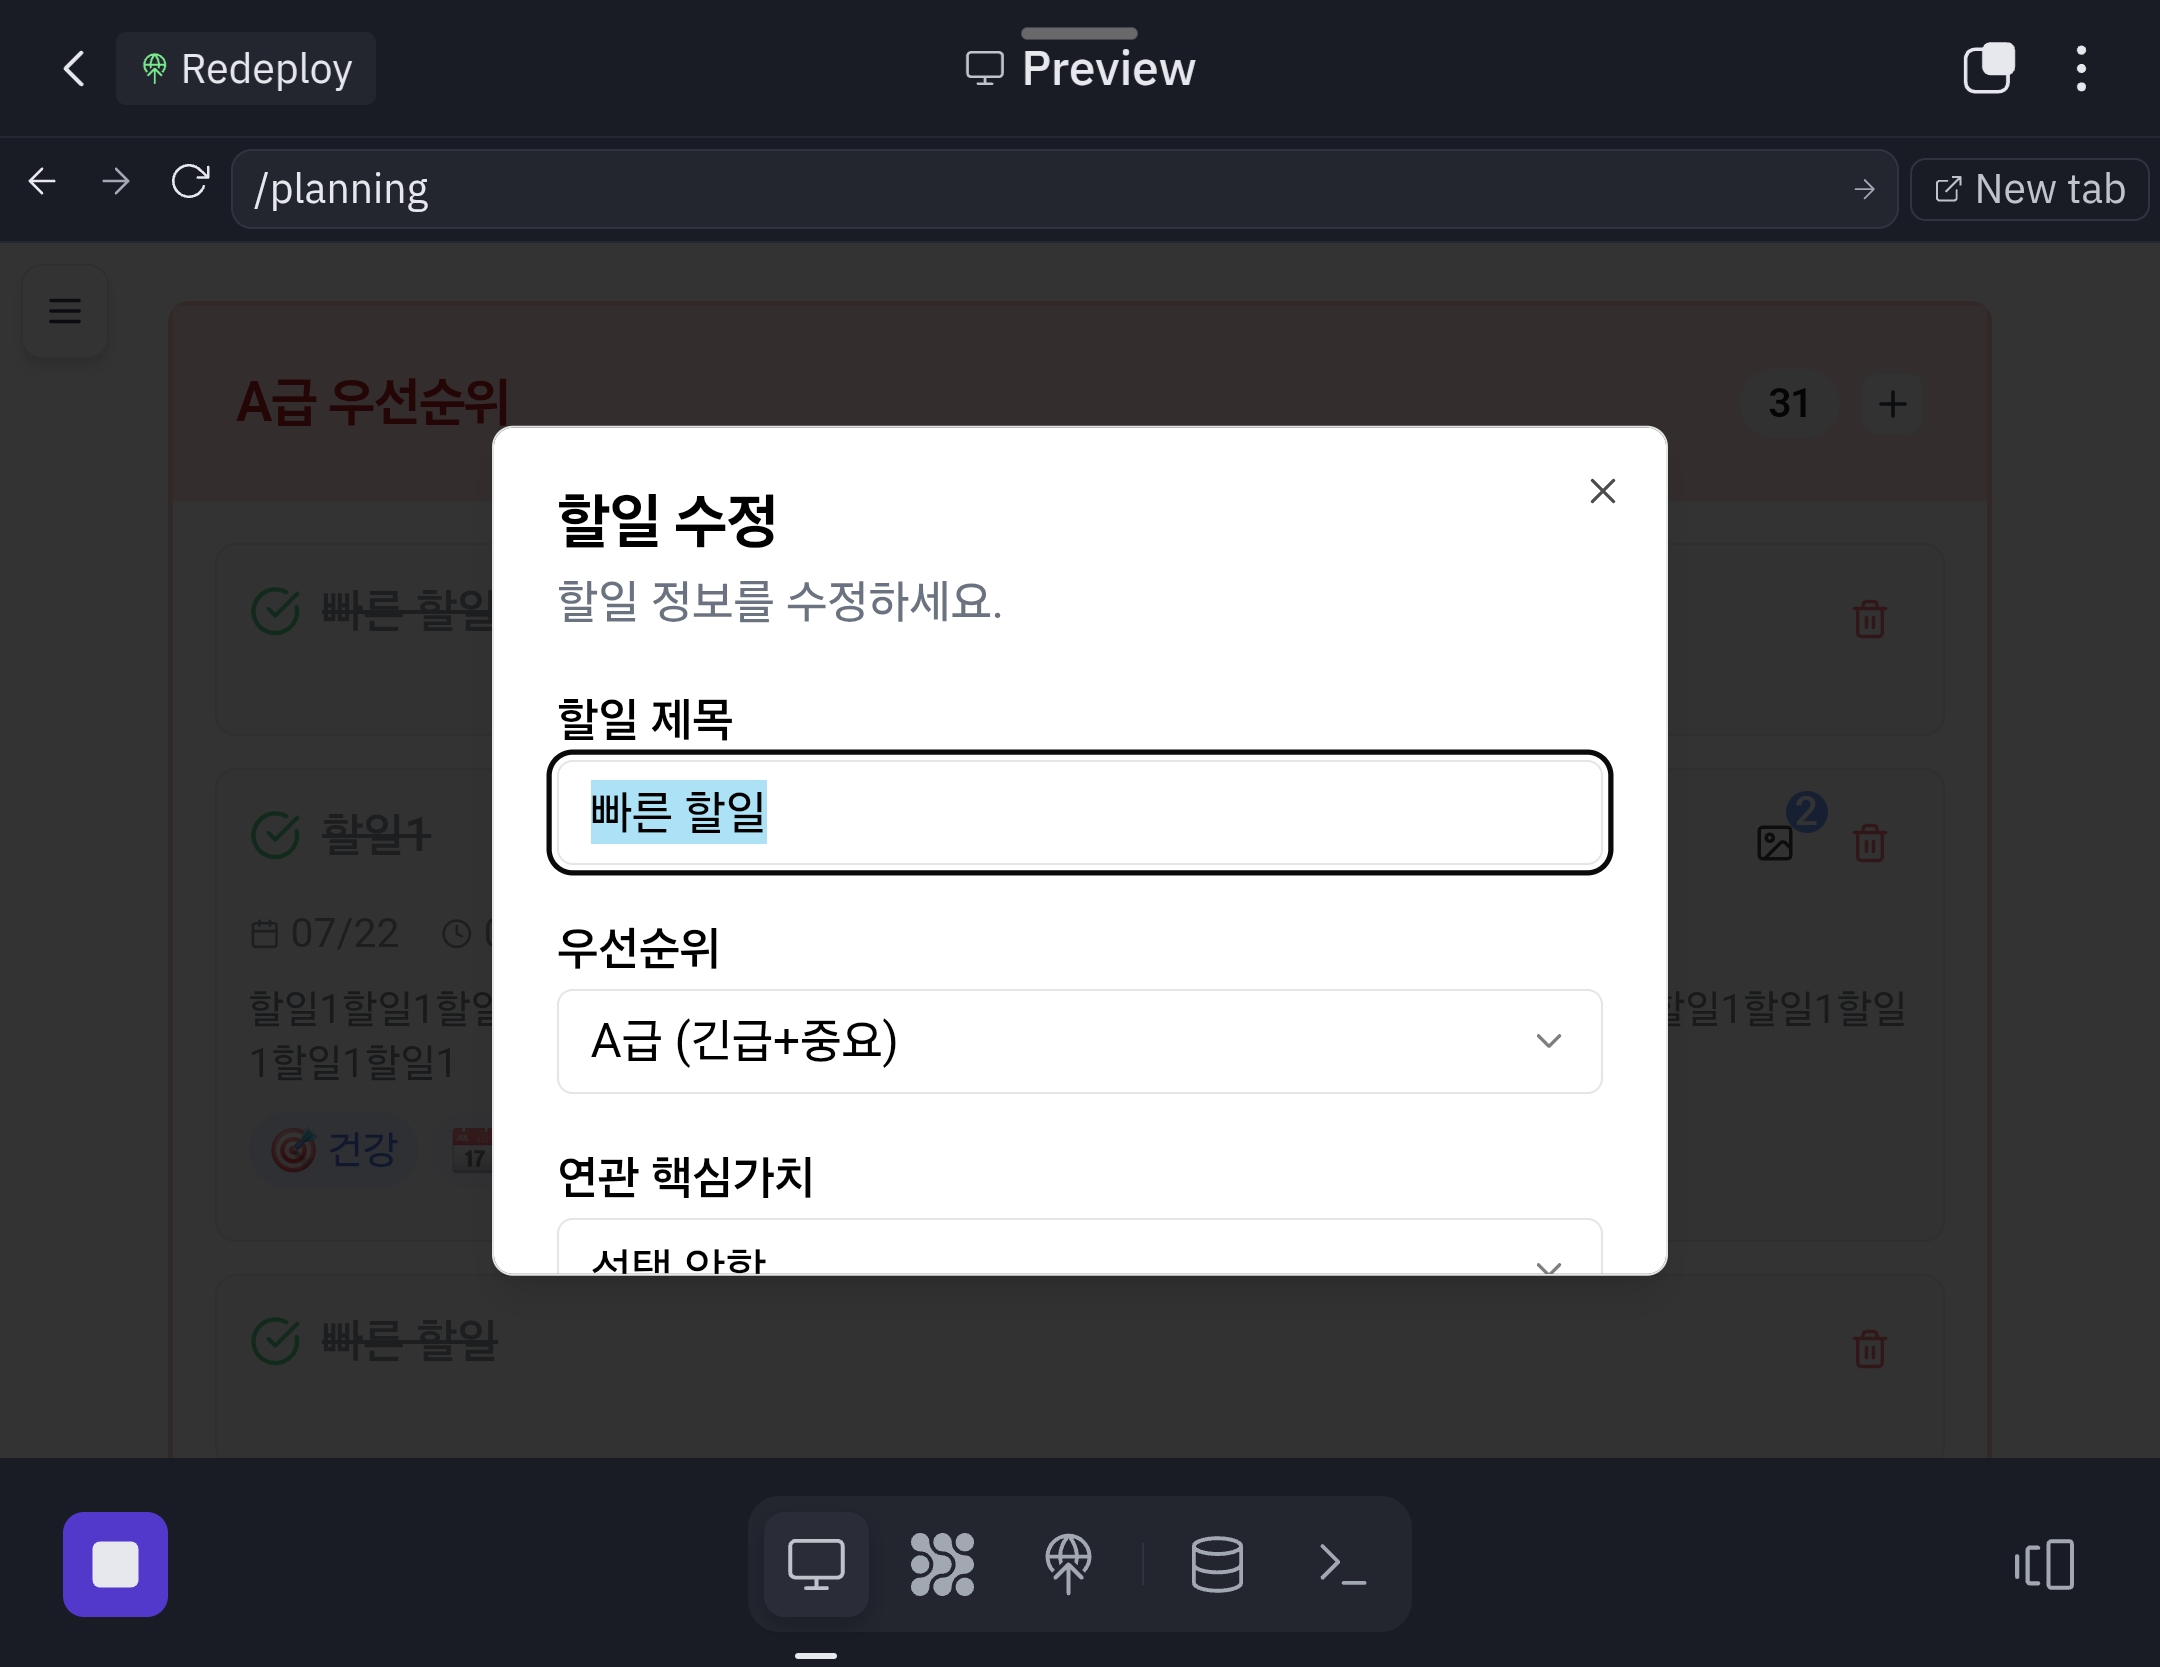 Redeploy
Preview
/planning
New tab
A급 우선순위
31
할일 수정
할일 정보를 수정하세요.
할일 제목
빠른 할일
우선순위
A급 (긴급+중요)
연관 핵심가치
선택 안함
빠른 할일
할일1
2
07/22
할일1할일1할일
할일1할일1할일
1할일1할일1
건강
17
빠른 할일